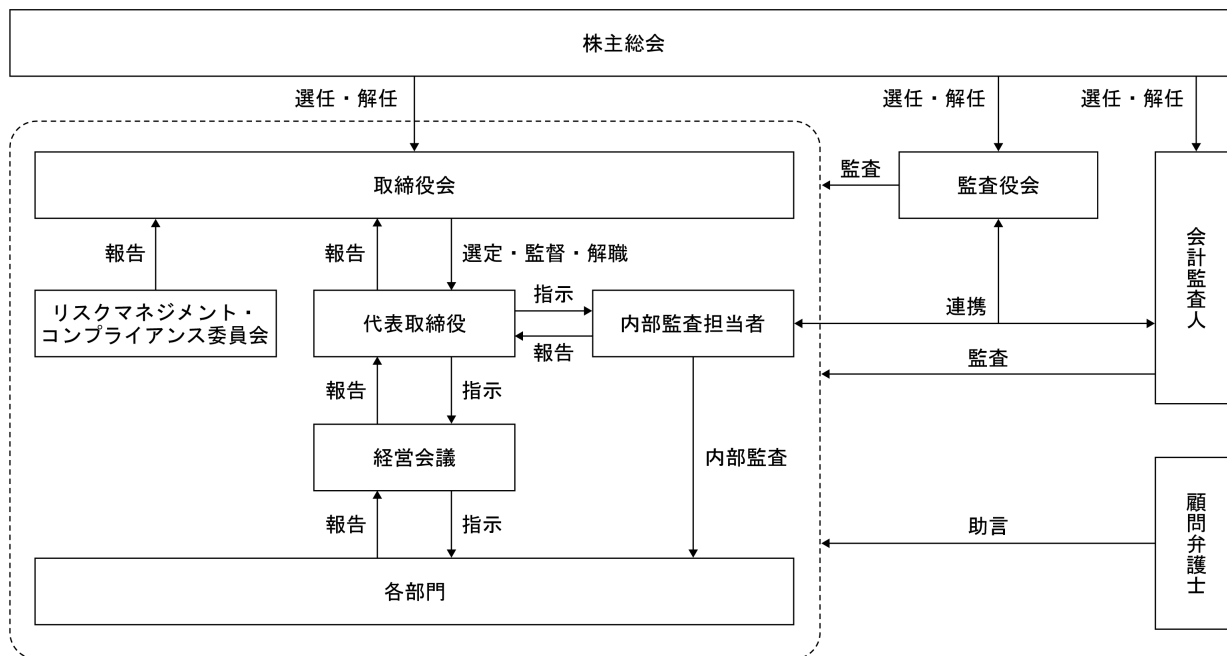 株主総会
選任・解任
選任・解任
選任・解任
取締役会
監査
監査役会
会計監査人
報告
報告
選定・監督・解職
リスクマネジメント・
コンプライアンス委員会
代表取締役
指示
報告
内部監査担当者
連携
監査
報告
指示
経営会議
内部監査
報告
指示
助言
顧問弁護士
各部門